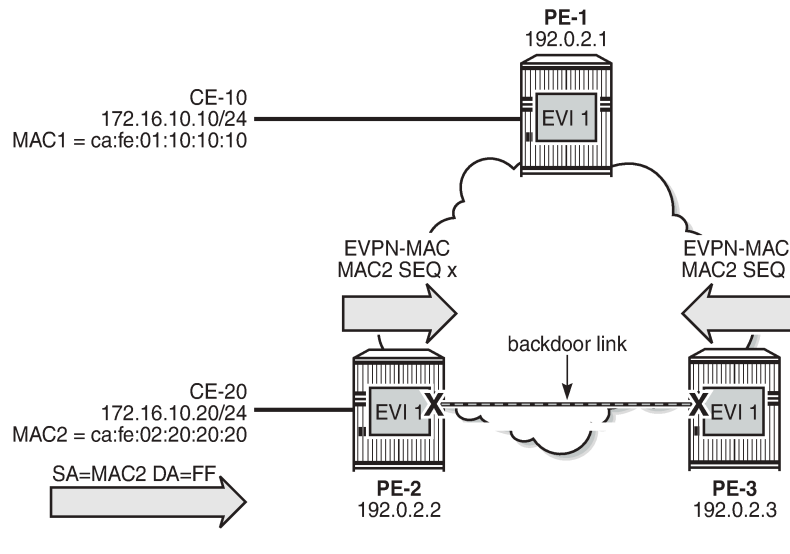 PE-1
192.0.2.1
EVI 1
CE-10
172.16.10.10/24
MAC1 = ca:fe:01:10:10:10
EVPN-MAC
MAC2 SEQ x
EVPN-MAC
MAC2 SEQ
backdoor link
CE-20
172.16.10.20/24
MAC2 = ca:fe:02:20:20:20
EVI 1
X
X
EVI 1
SA=MAC2 DA=FF
PE-2
192.0.2.2
PE-3
192.0.2.3